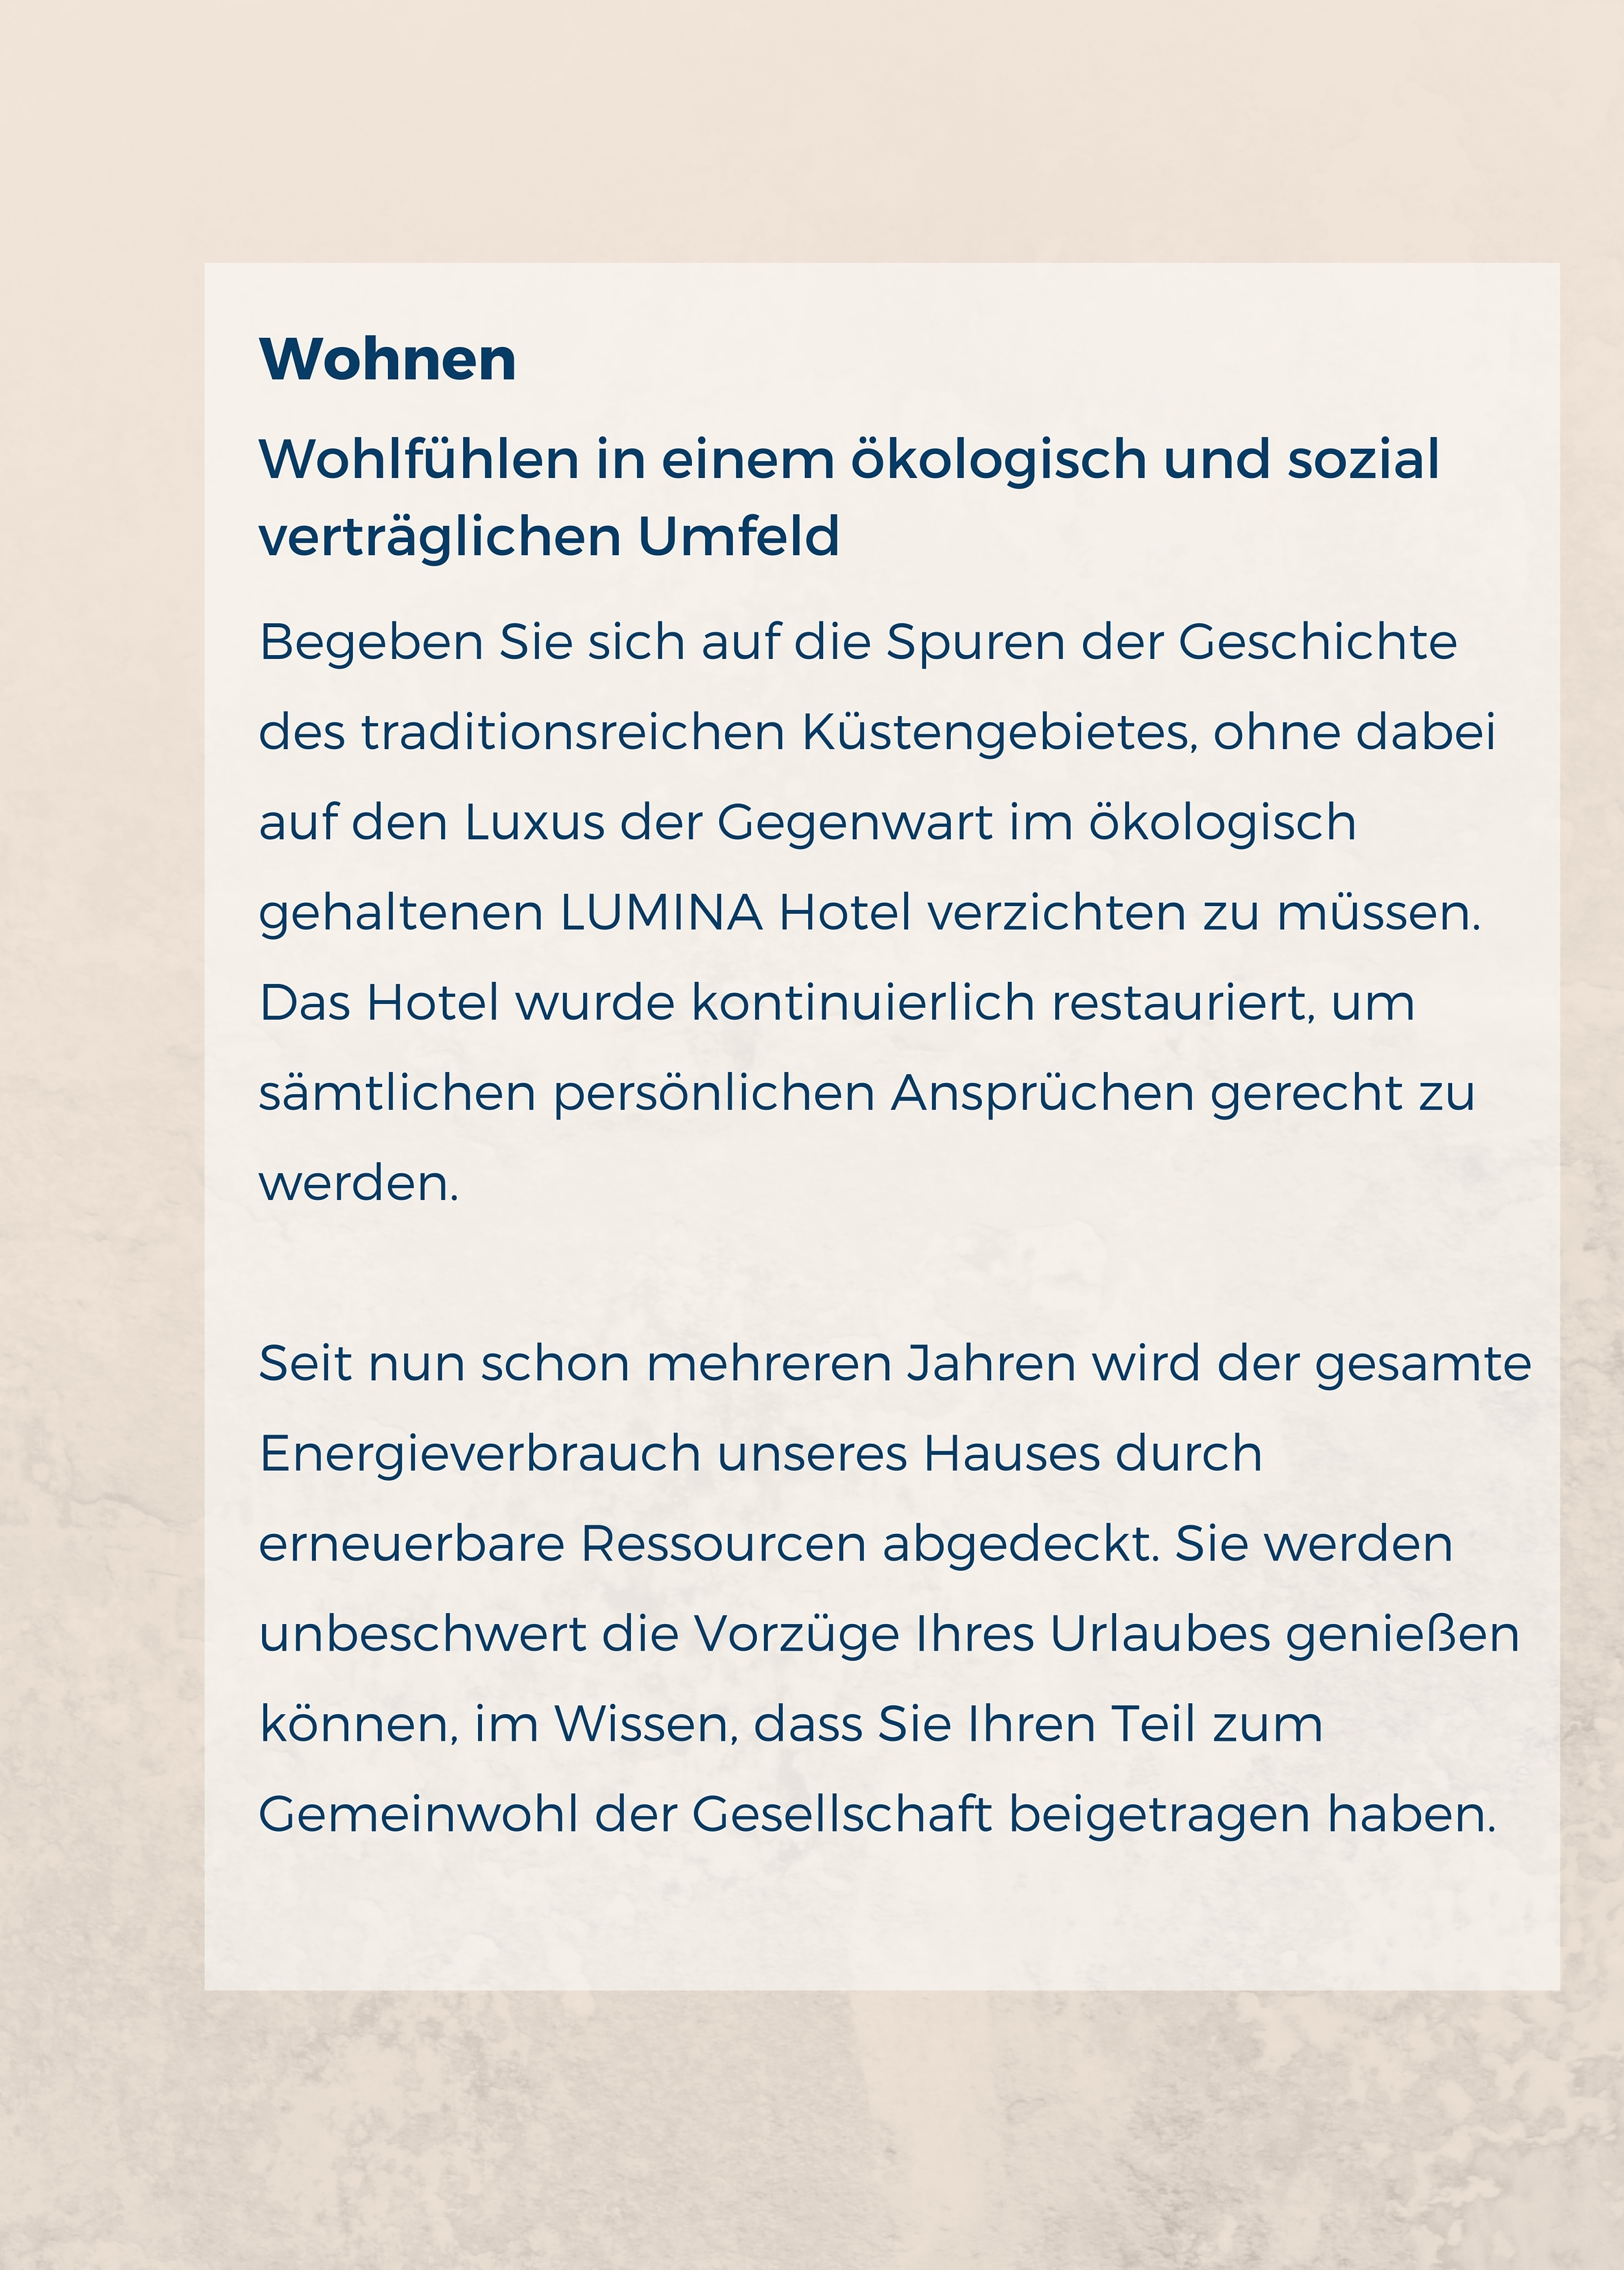 Wohnen
Wohlfühlen in einem ökologisch und sozial
verträglichen Umfeld
Begeben Sie sich auf die Spuren der Geschichte
des traditionsreichen Küstengebietes, ohne dabei
auf den Luxus der Gegenwart im ökologisch
gehaltenen LUMINA Hotel verzichten zu müssen.
Das Hotel wurde kontinuierlich restauriert, um
sämtlichen persönlichen Ansprüchen gerecht zu
werden.
Seit nun schon mehreren Jahren wird der gesamte
Energieverbrauch unseres Hauses durch
erneuerbare Ressourcen abgedeckt. Sie werden
unbeschwert die Vorzüge Ihres Urlaubes genießen
können, im Wissen, dass Sie Ihren Teil zum
Gemeinwohl der Gesellschaft beigetragen haben.